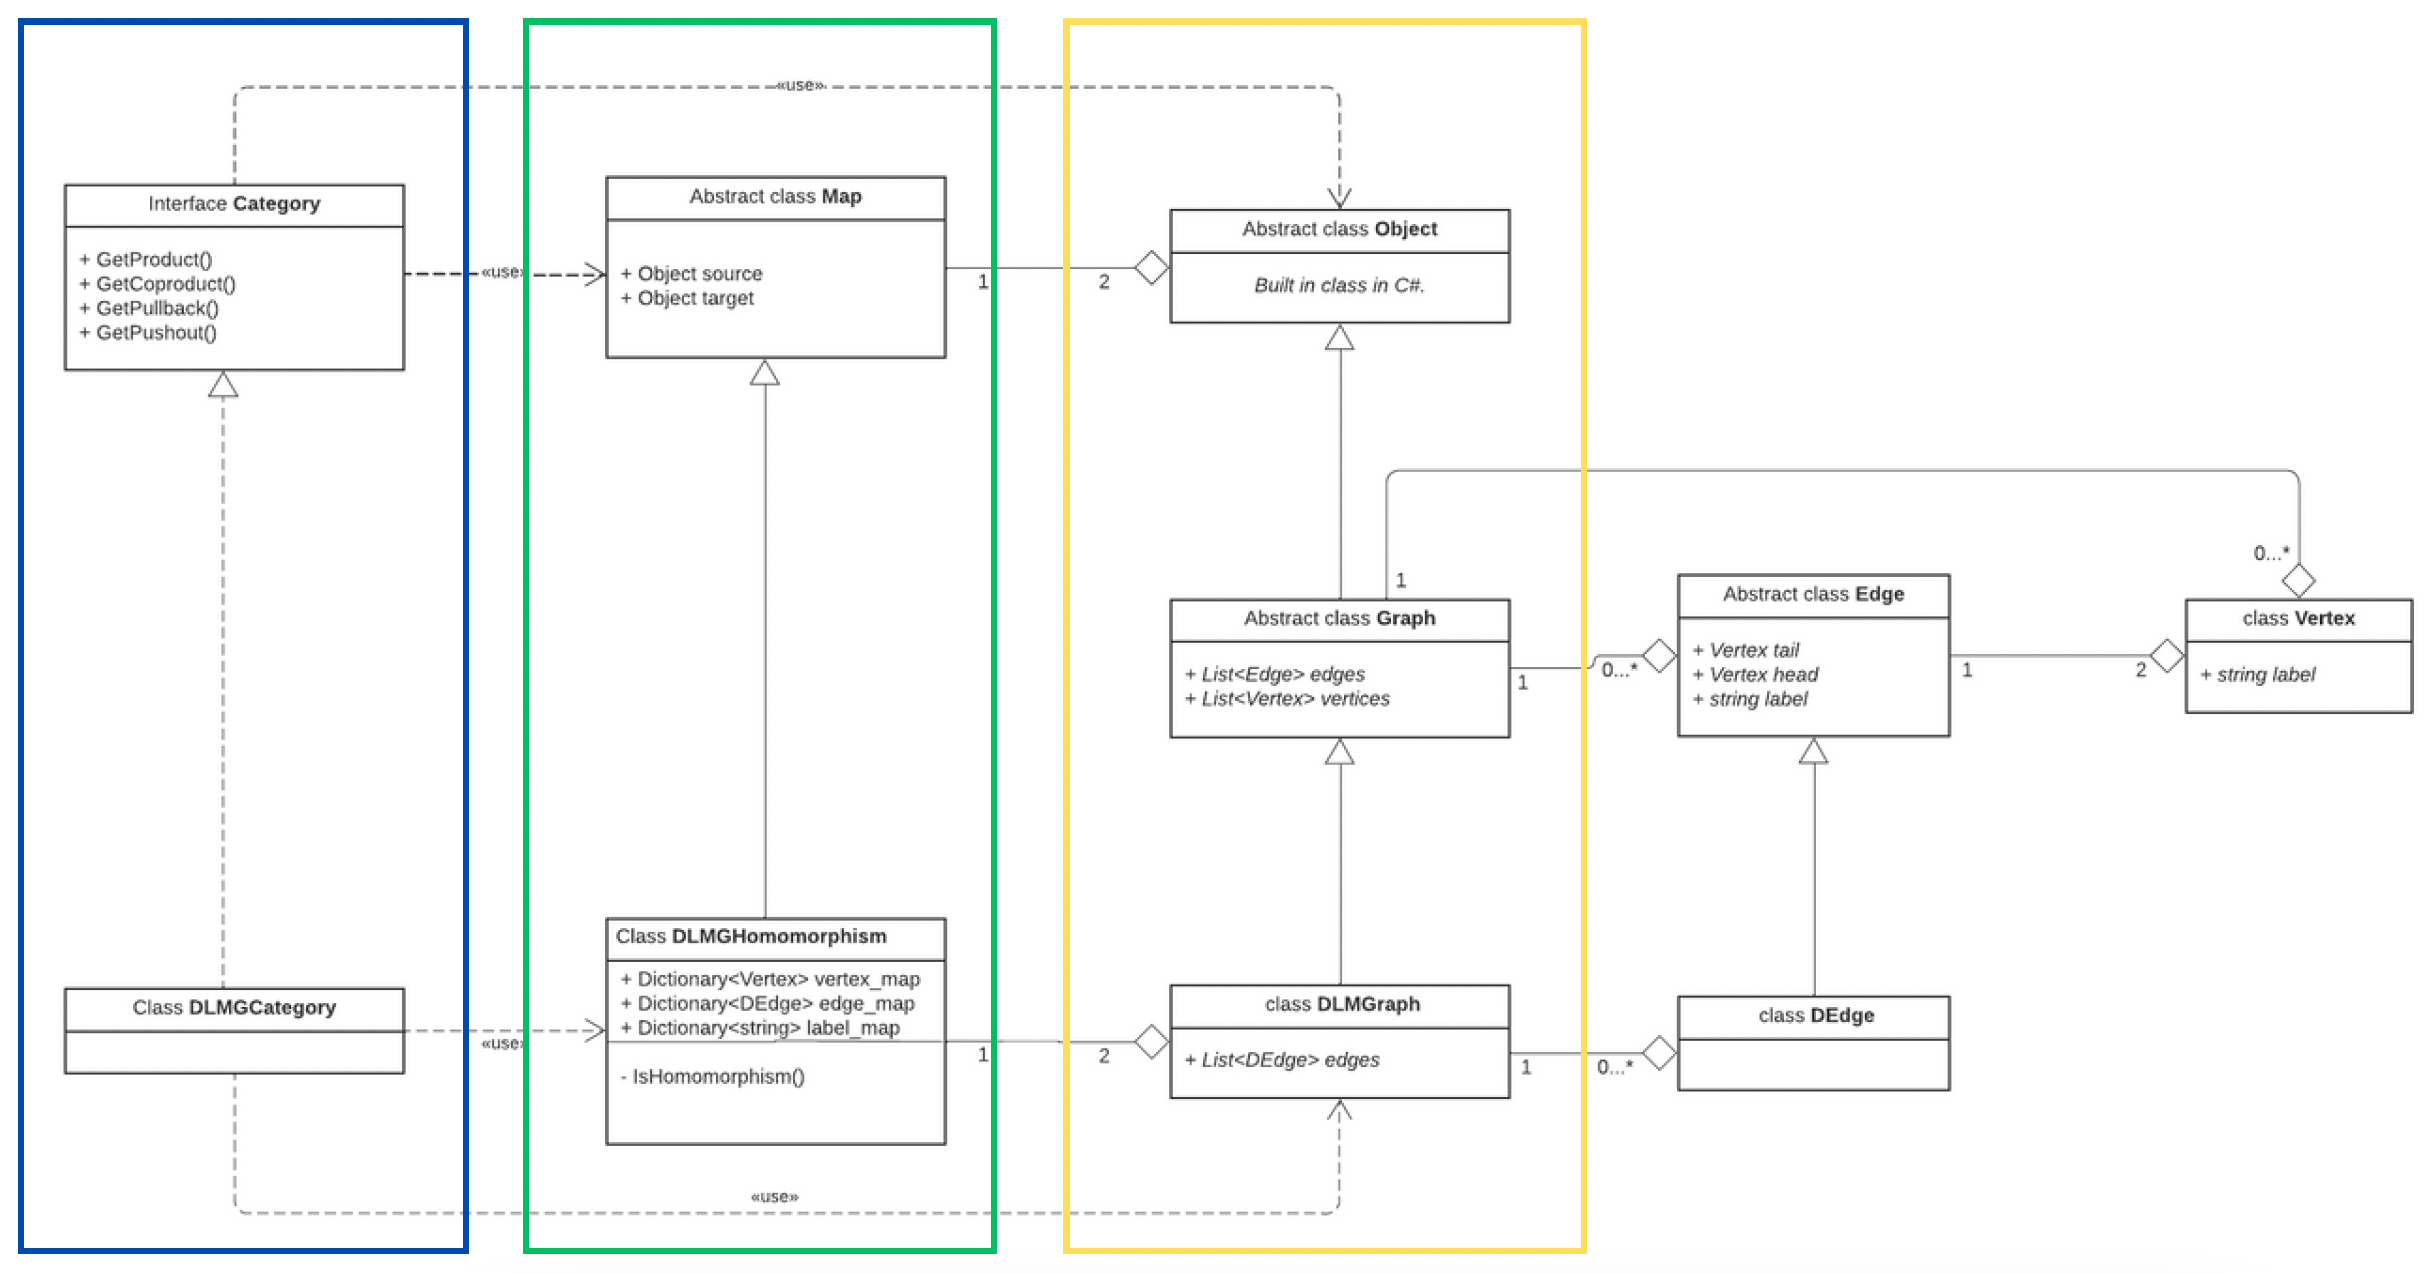 «use»
Interface Category
+ GetProduct()
+ GetCoproduct()
+ GetPullback()
+ GetPushout()
«use»
Abstract class Map
+ Object source
+ Object target
1
2
Abstract class Object
Built in class in C#.
1
0...*
Abstract class Graph
+ List<Edge> edges
+ List<Vertex> vertices
1
0...*
Abstract class Edge
+ Vertex tail
+ Vertex head
+ string label
1
2
class Vertex
+ string label
Class DLMGCategory
«use»
Class DLMGHomomorphism
+ Dictionary<Vertex> vertex_map
+ Dictionary<DEdge> edge_map
+ Dictionary<string> label_map
- IsHomomorphism()
1
2
class DLMGraph
+ List<DEdge> edges
1
0...*
class DEdge
«use»